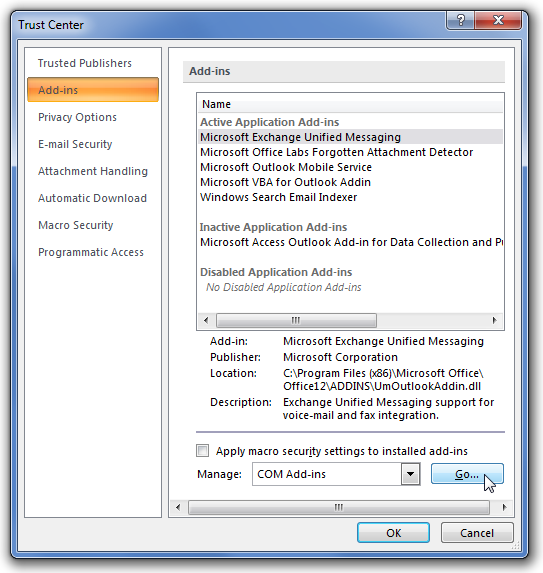 Trust Center
Trusted Publishers
Add-ins
Privacy Options
E-mail Security
Attachment Handling
Automatic Download
Macro Security
Programmatic Access
Add-ins
Name
Active Application Add-ins
Microsoft Exchange Unified Messaging
Microsoft Office Labs Forgotten Attachment Detector
Microsoft Outlook Mobile Service
Microsoft VBA for Outlook Addin
Windows Search Email Indexer
Inactive Application Add-ins
Microsoft Access Outlook Add-in for Data Collection and
Disabled Application Add-ins
No Disabled Application Add-ins
Add-in: Microsoft Exchange Unified Messaging
Publisher: Microsoft Corporation
Location: C:\Program Files (x86)\Microsoft Office\
Office12\ADDINS\UmOutlookAddin.dll
Description: Exchange Unified Messaging support for
voice-mail and fax integration.
Apply macro security settings to installed add-ins
Manage: COM Add-ins Go...
OK Cancel